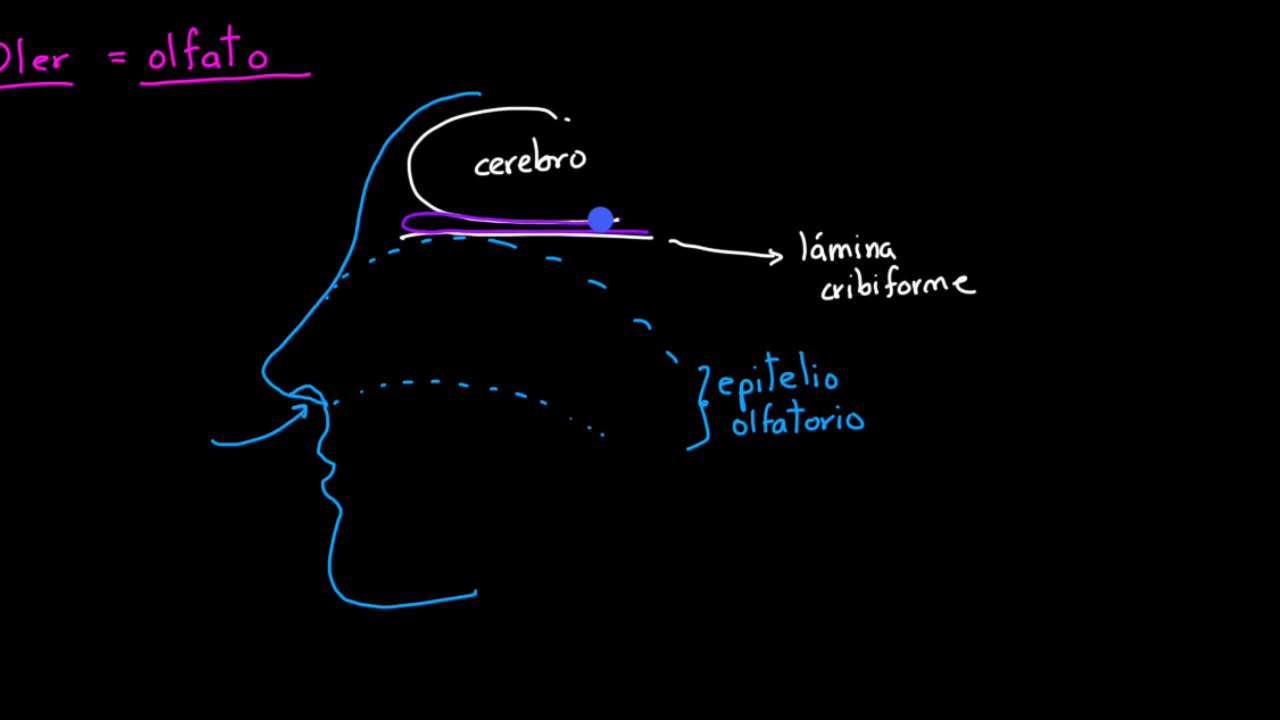 Oler = olfato
cerebro
lámina
cribiforme
epitelio
olfatorio